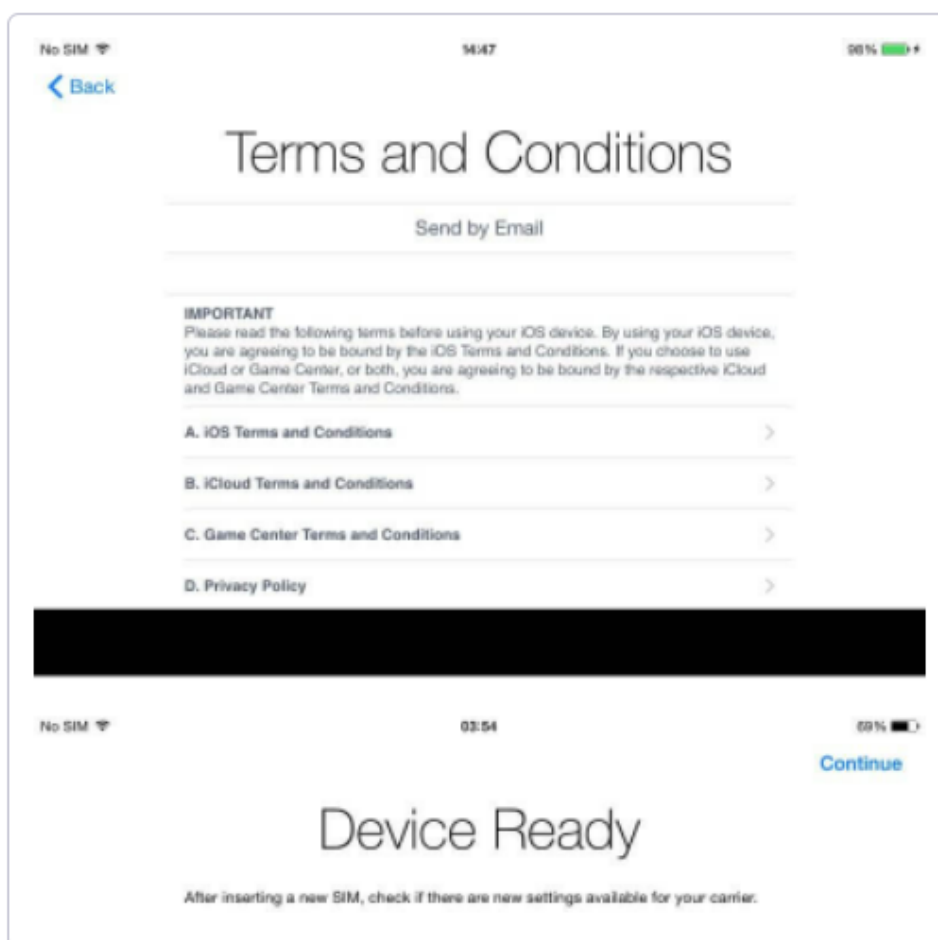 No SIM 14:47 98%
Back
Terms and Conditions
Send by Email
IMPORTANT
Please read the following terms before using your iOS device. By using your iOS device,
you are agreeing to be bound by the iOS Terms and Conditions. If you choose to use
iCloud or Game Center, or both, you are agreeing to be bound by the respective iCloud
and Game Center Terms and Conditions.
A. iOS Terms and Conditions
B. iCloud Terms and Conditions
C. Game Center Terms and Conditions
D. Privacy Policy
No SIM 03:54 69%
Continue
Device Ready
After inserting a new SIM, check if there are new settings available for your carrier.